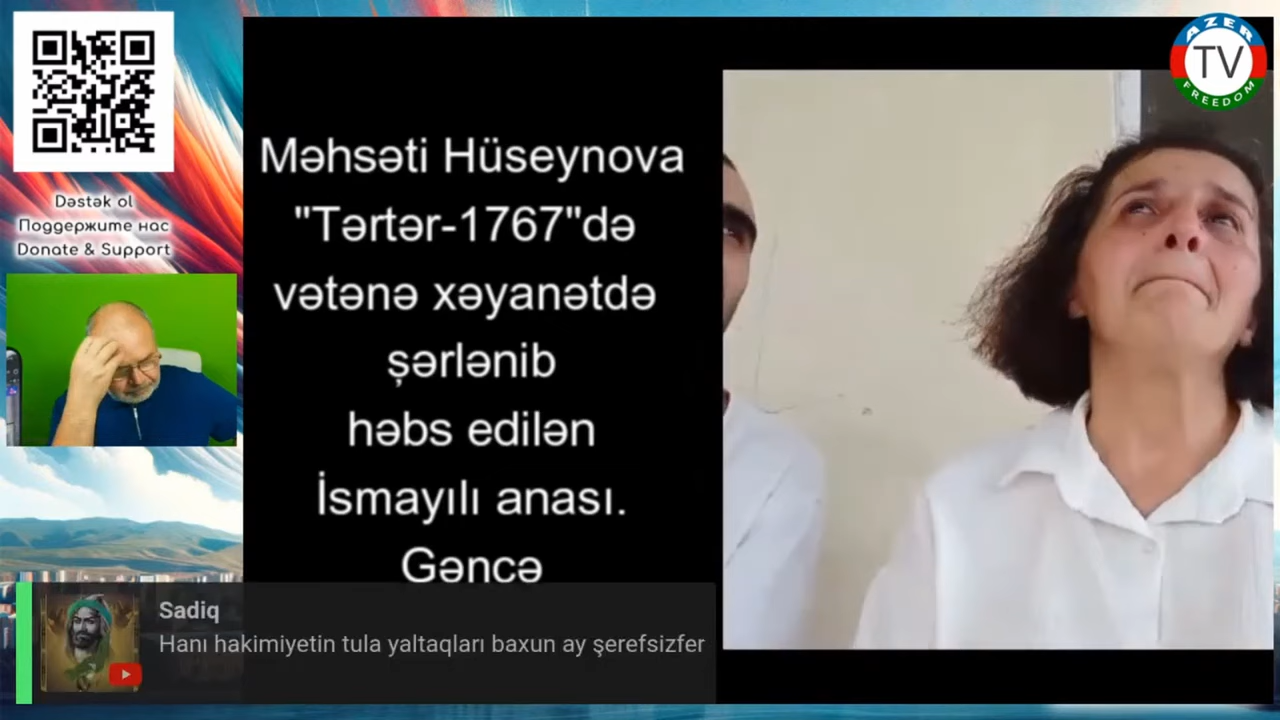 Dəstək ol
Поддержите нас
Donate & Support
Məhsəti Hüseynova
"Tərtər-1767"də
vətənə xəyanətdə
şərlənib
həbs edilən
İsmayılı anası.
Gəncə
AZER
TV
FREEDOM
Sadiq
Hanı hakimiyetin tula yaltaqları baxun ay şerefsizfer